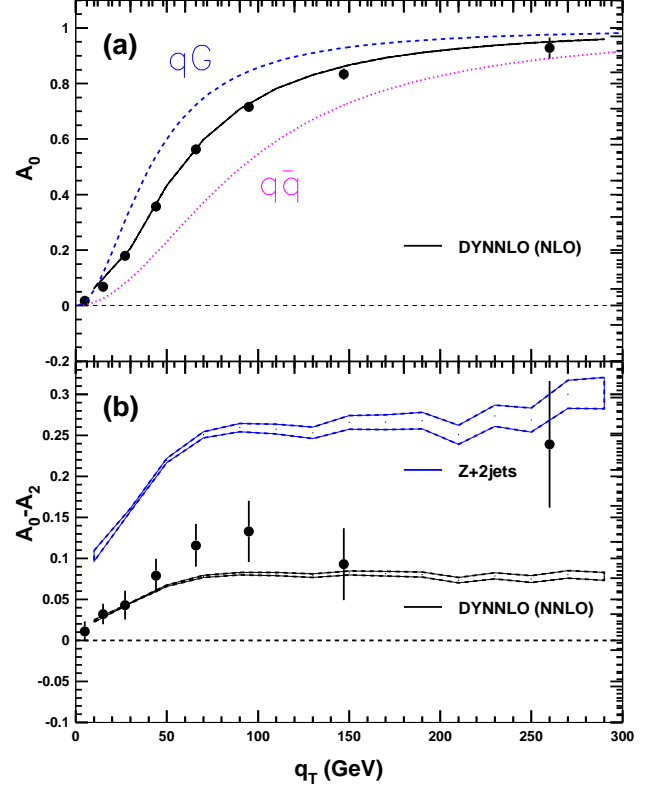 (a)
qG
qq̄
A₀
DYNNLO (NLO)
1
0.8
0.6
0.4
0.2
0
-0.2
(b)
A₀-A₂
Z+2jets
DYNNLO (NNLO)
0.3
0.25
0.2
0.15
0.1
0.05
0
-0.05
-0.1
0 50 100 150 200 250 300
q_T (GeV)